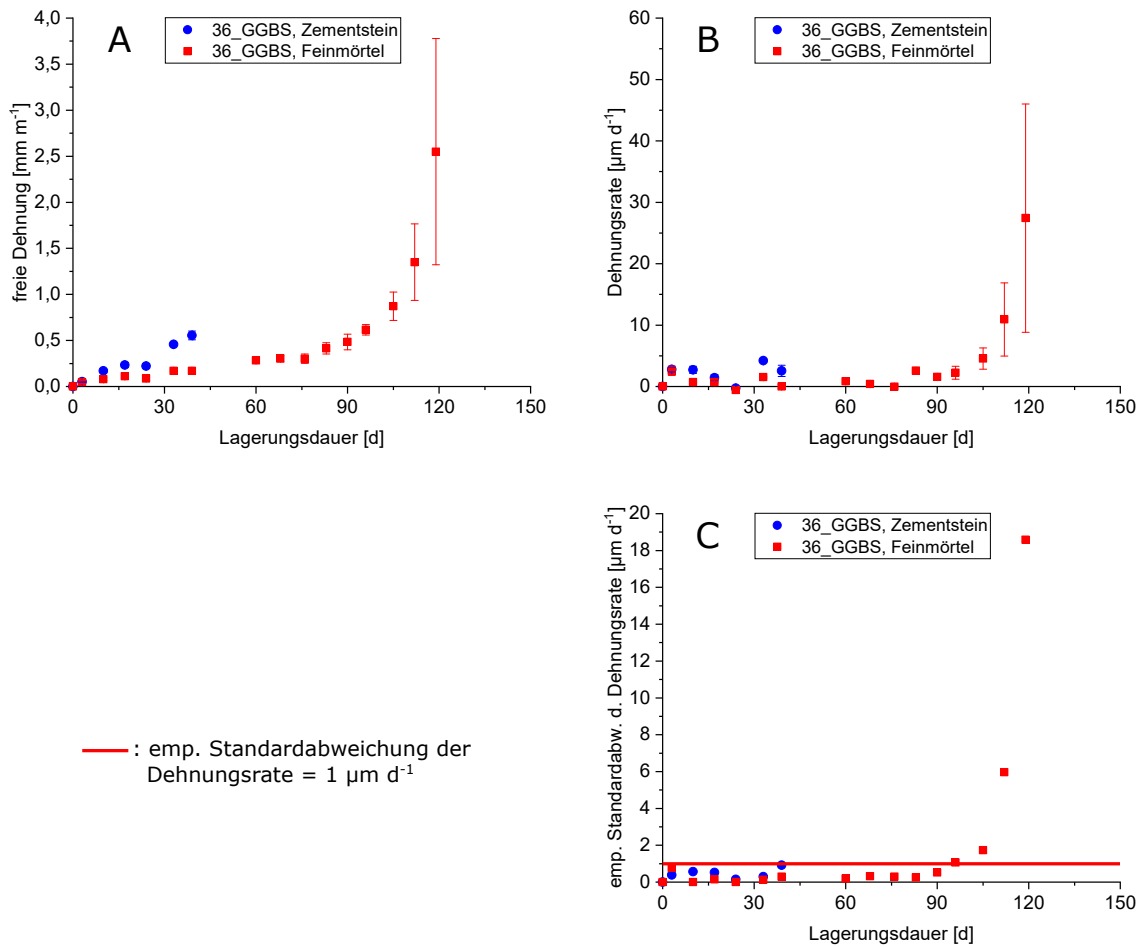 A
36_GGBS, Zementstein
36_GGBS, Feinmörtel
freie Dehnung [mm m⁻¹]
4,0
3,5
3,0
2,5
2,0
1,5
1,0
0,5
0,0
0 30 60 90 120 150
Lagerungsdauer [d]
B
36_GGBS, Zementstein
36_GGBS, Feinmörtel
Dehnungsrate [µm d⁻¹]
60
50
40
30
20
10
0
0 30 60 90 120 150
Lagerungsdauer [d]
: emp. Standardabweichung der
Dehnungsrate = 1 µm d⁻¹
C
36_GGBS, Zementstein
36_GGBS, Feinmörtel
emp. Standardabw. d. Dehnungsrate [µm d⁻¹]
20
18
16
14
12
10
8
6
4
2
0
0 30 60 90 120 150
Lagerungsdauer [d]